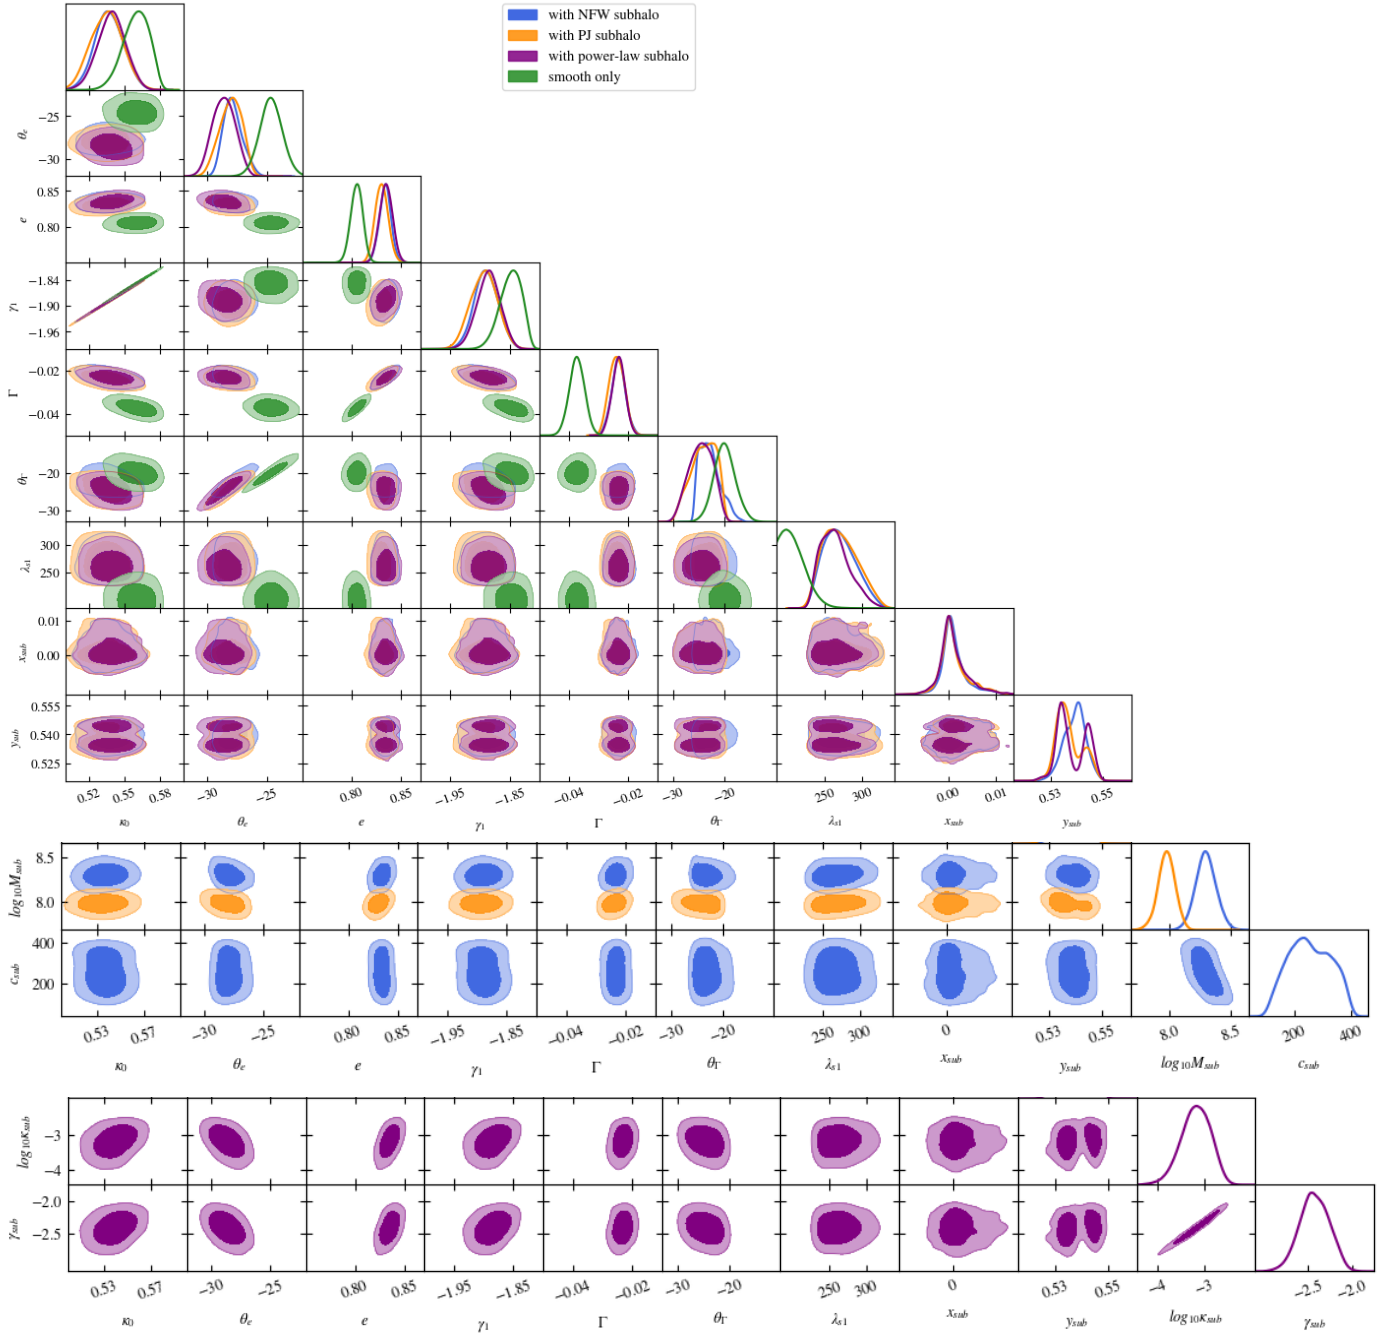 with NFW subhalo
with PJ subhalo
with power-law subhalo
smooth only
θe −25 −30
e 0.85 0.80
γ1 −1.84 −1.90 −1.96
Γ −0.02 −0.04
θΓ −20 −30
λs1 300 250
xsub 0.01 0.00
ysub 0.555 0.540 0.525
0.52 0.55 0.58 −30 −25 0.80 0.85 −1.95 −1.85 −0.04 −0.02 −30 −20 250 300 0.00 0.01 0.53 0.55
κ0 θe e γ1 Γ θΓ λs1 xsub ysub
log10Msub 8.5 8.0
csub 400 200
0.53 0.57 −30 −25 0.80 0.85 −1.95 −1.85 −0.04 −0.02 −30 −20 250 300 0 0.53 0.55 8.0 8.5 200 400
κ0 θe e γ1 Γ θΓ λs1 xsub ysub log10Msub csub
log10κsub −3 −4
γsub −2.0 −2.5
0.53 0.57 −30 −25 0.80 0.85 −1.95 −1.85 −0.04 −0.02 −30 −20 250 300 0 0.53 0.55 −4 −3 −2.5 −2.0
κ0 θe e γ1 Γ θΓ λs1 xsub ysub log10κsub γsub